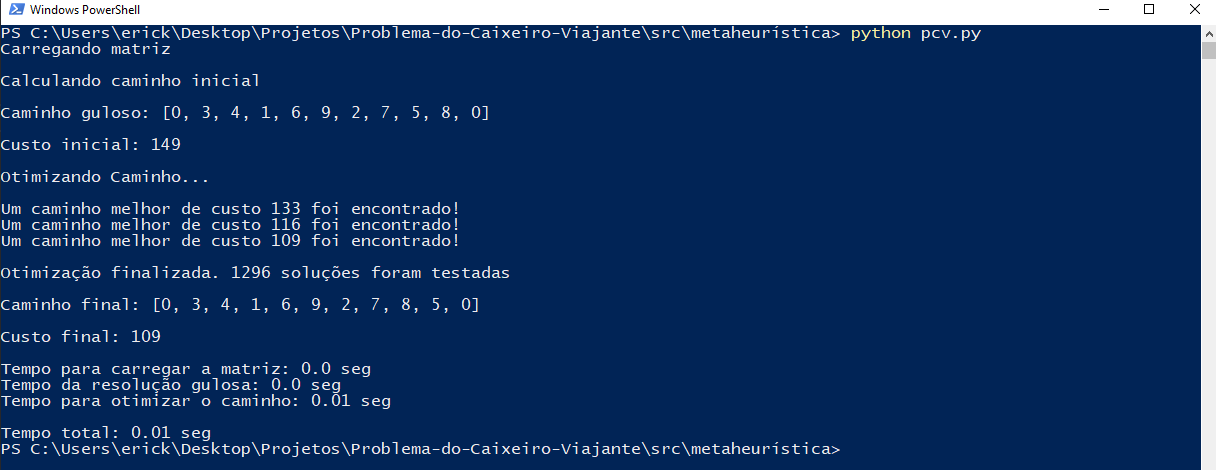 Windows PowerShell
PS C:\Users\erick\Desktop\Projetos\Problema-do-Caixeiro-Viajante\src\metaheurística> python pcv.py
Carregando matriz
Calculando caminho inicial
Caminho guloso: [0, 3, 4, 1, 6, 9, 2, 7, 5, 8, 0]
Custo inicial: 149
Otimizando Caminho...
Um caminho melhor de custo 133 foi encontrado!
Um caminho melhor de custo 116 foi encontrado!
Um caminho melhor de custo 109 foi encontrado!
Otimização finalizada. 1296 soluções foram testadas
Caminho final: [0, 3, 4, 1, 6, 9, 2, 7, 8, 5, 0]
Custo final: 109
Tempo para carregar a matriz: 0.0 seg
Tempo da resolução gulosa: 0.0 seg
Tempo para otimizar o caminho: 0.01 seg
Tempo total: 0.01 seg
PS C:\Users\erick\Desktop\Projetos\Problema-do-Caixeiro-Viajante\src\metaheurística>